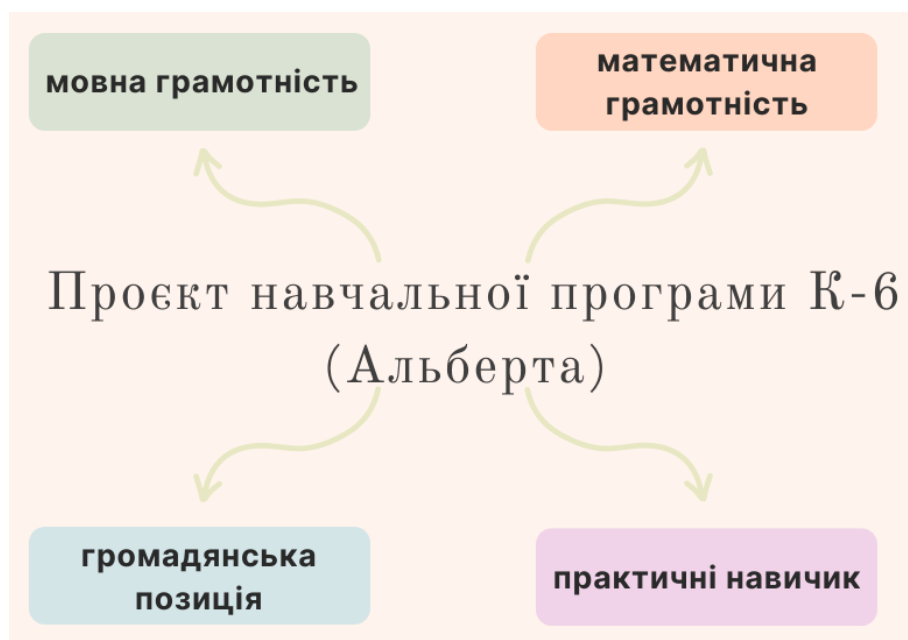 мовна грамотність
математична
грамотність
Проєкт навчальної програми К-6
(Альберта)
громадянська
позиція
практичні навичик